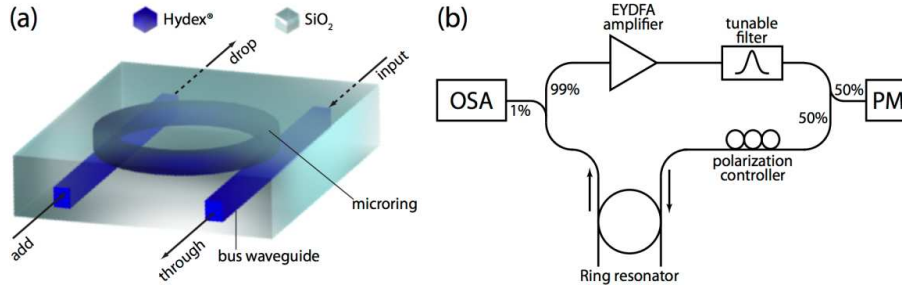 (a)
Hydex®
SiO2
drop
input
microring
add
through
bus waveguide
(b)
EYDFA
amplifier
tunable
filter
OSA
1%
99%
50%
50%
PM
polarization
controller
Ring resonator